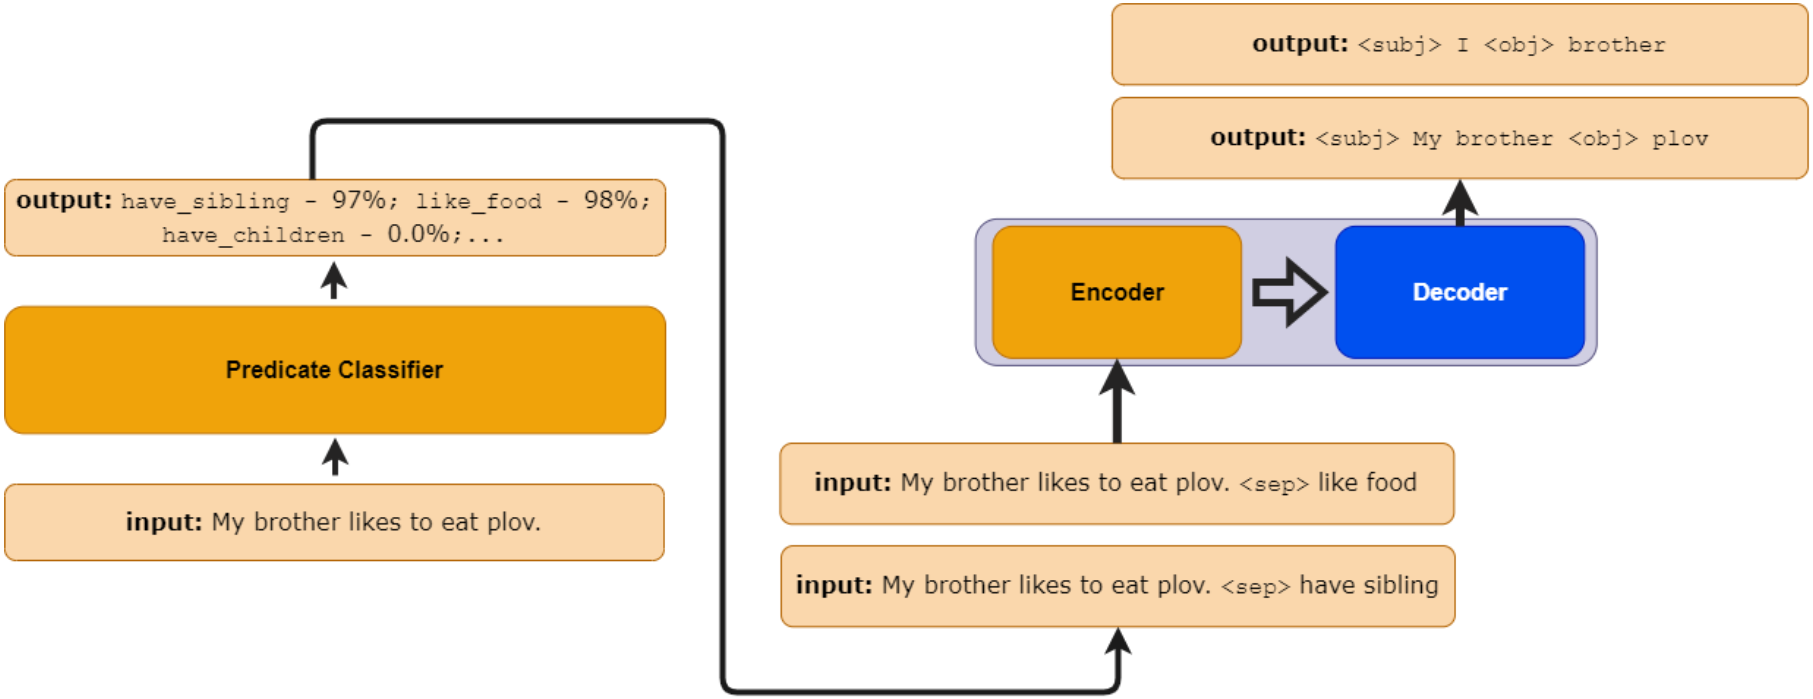 output: have_sibling - 97%; like_food - 98%;
have_children - 0.0%;...
Predicate Classifier
input: My brother likes to eat plov.
output: <subj> I <obj> brother
output: <subj> My brother <obj> plov
Encoder
Decoder
input: My brother likes to eat plov. <sep> like food
input: My brother likes to eat plov. <sep> have sibling